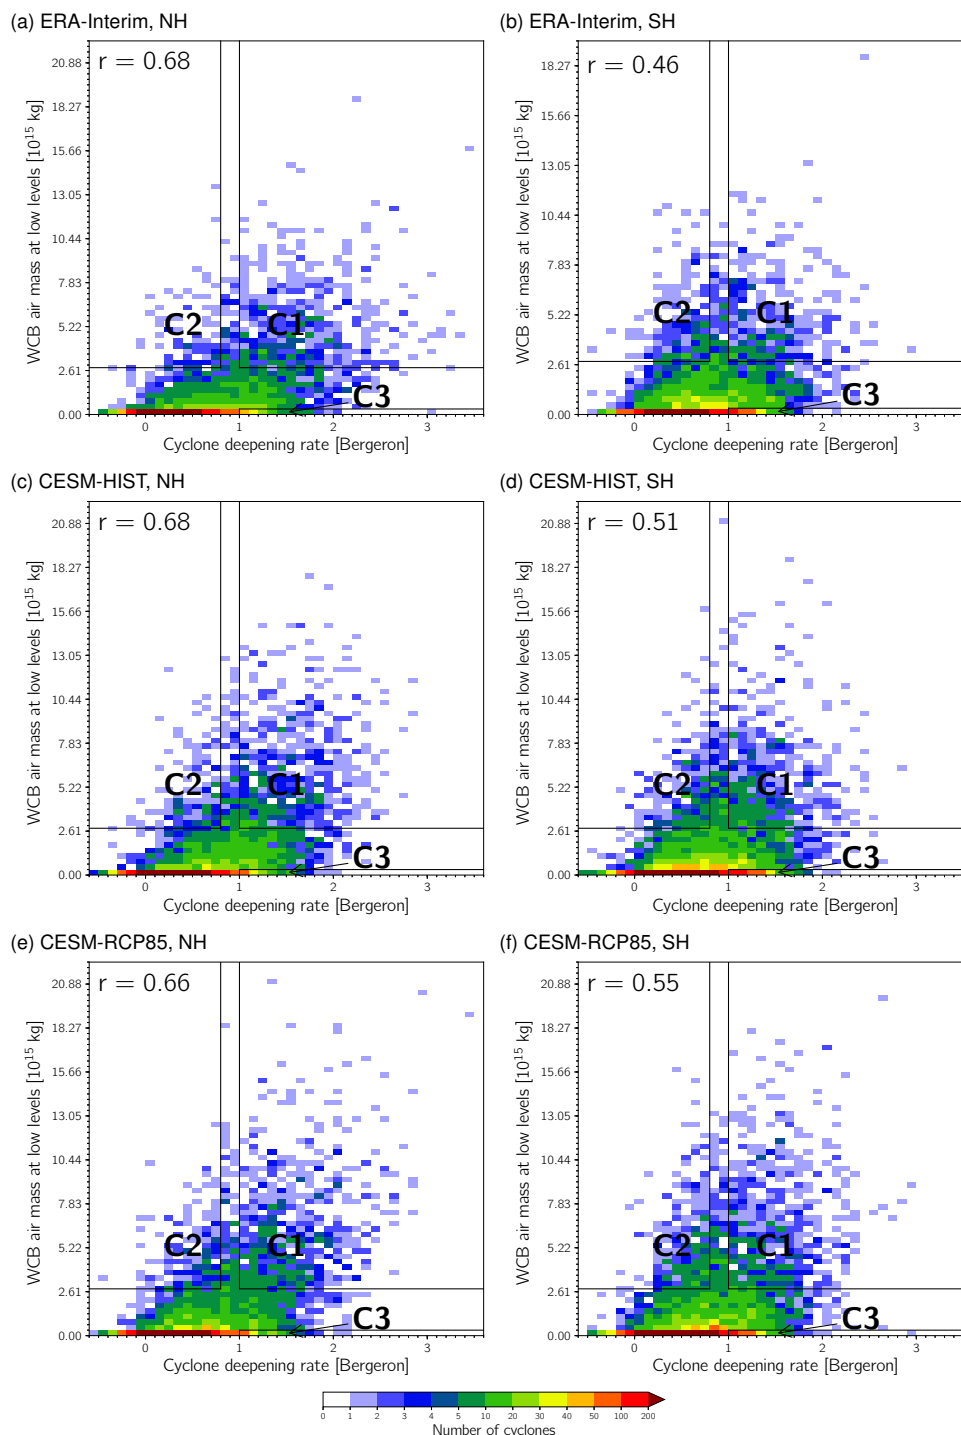 (a) ERA-Interim, NH
r = 0.68
WCB air mass at low levels [10^15 kg]
20.88
18.27
15.66
13.05
10.44
7.83
5.22
2.61
0.00
C2
C1
C3
0 1 2 3
Cyclone deepening rate [Bergeron]
(b) ERA-Interim, SH
r = 0.46
WCB air mass at low levels [10^15 kg]
18.27
13.05
10.44
7.83
5.22
2.61
0.00
C2
C1
C3
0 1 2 3
Cyclone deepening rate [Bergeron]
(c) CESM-HIST, NH
r = 0.68
WCB air mass at low levels [10^15 kg]
20.88
18.27
15.66
13.05
10.44
7.83
5.22
2.61
0.00
C2
C1
C3
0 1 2 3
Cyclone deepening rate [Bergeron]
(d) CESM-HIST, SH
r = 0.51
WCB air mass at low levels [10^15 kg]
20.88
18.27
15.66
13.05
10.44
7.83
5.22
2.61
0.00
C2
C1
C3
0 1 2 3
Cyclone deepening rate [Bergeron]
(e) CESM-RCP85, NH
r = 0.66
WCB air mass at low levels [10^15 kg]
20.88
18.27
15.66
13.05
10.44
7.83
5.22
2.61
0.00
C2
C1
C3
0 1 2 3
Cyclone deepening rate [Bergeron]
(f) CESM-RCP85, SH
r = 0.55
WCB air mass at low levels [10^15 kg]
20.88
18.27
15.66
13.05
10.44
7.83
5.22
2.61
0.00
C2
C1
C3
0 1 2 3
Cyclone deepening rate [Bergeron]
0 1 2 3 4 5 10 20 30 40 50 100 200
Number of cyclones